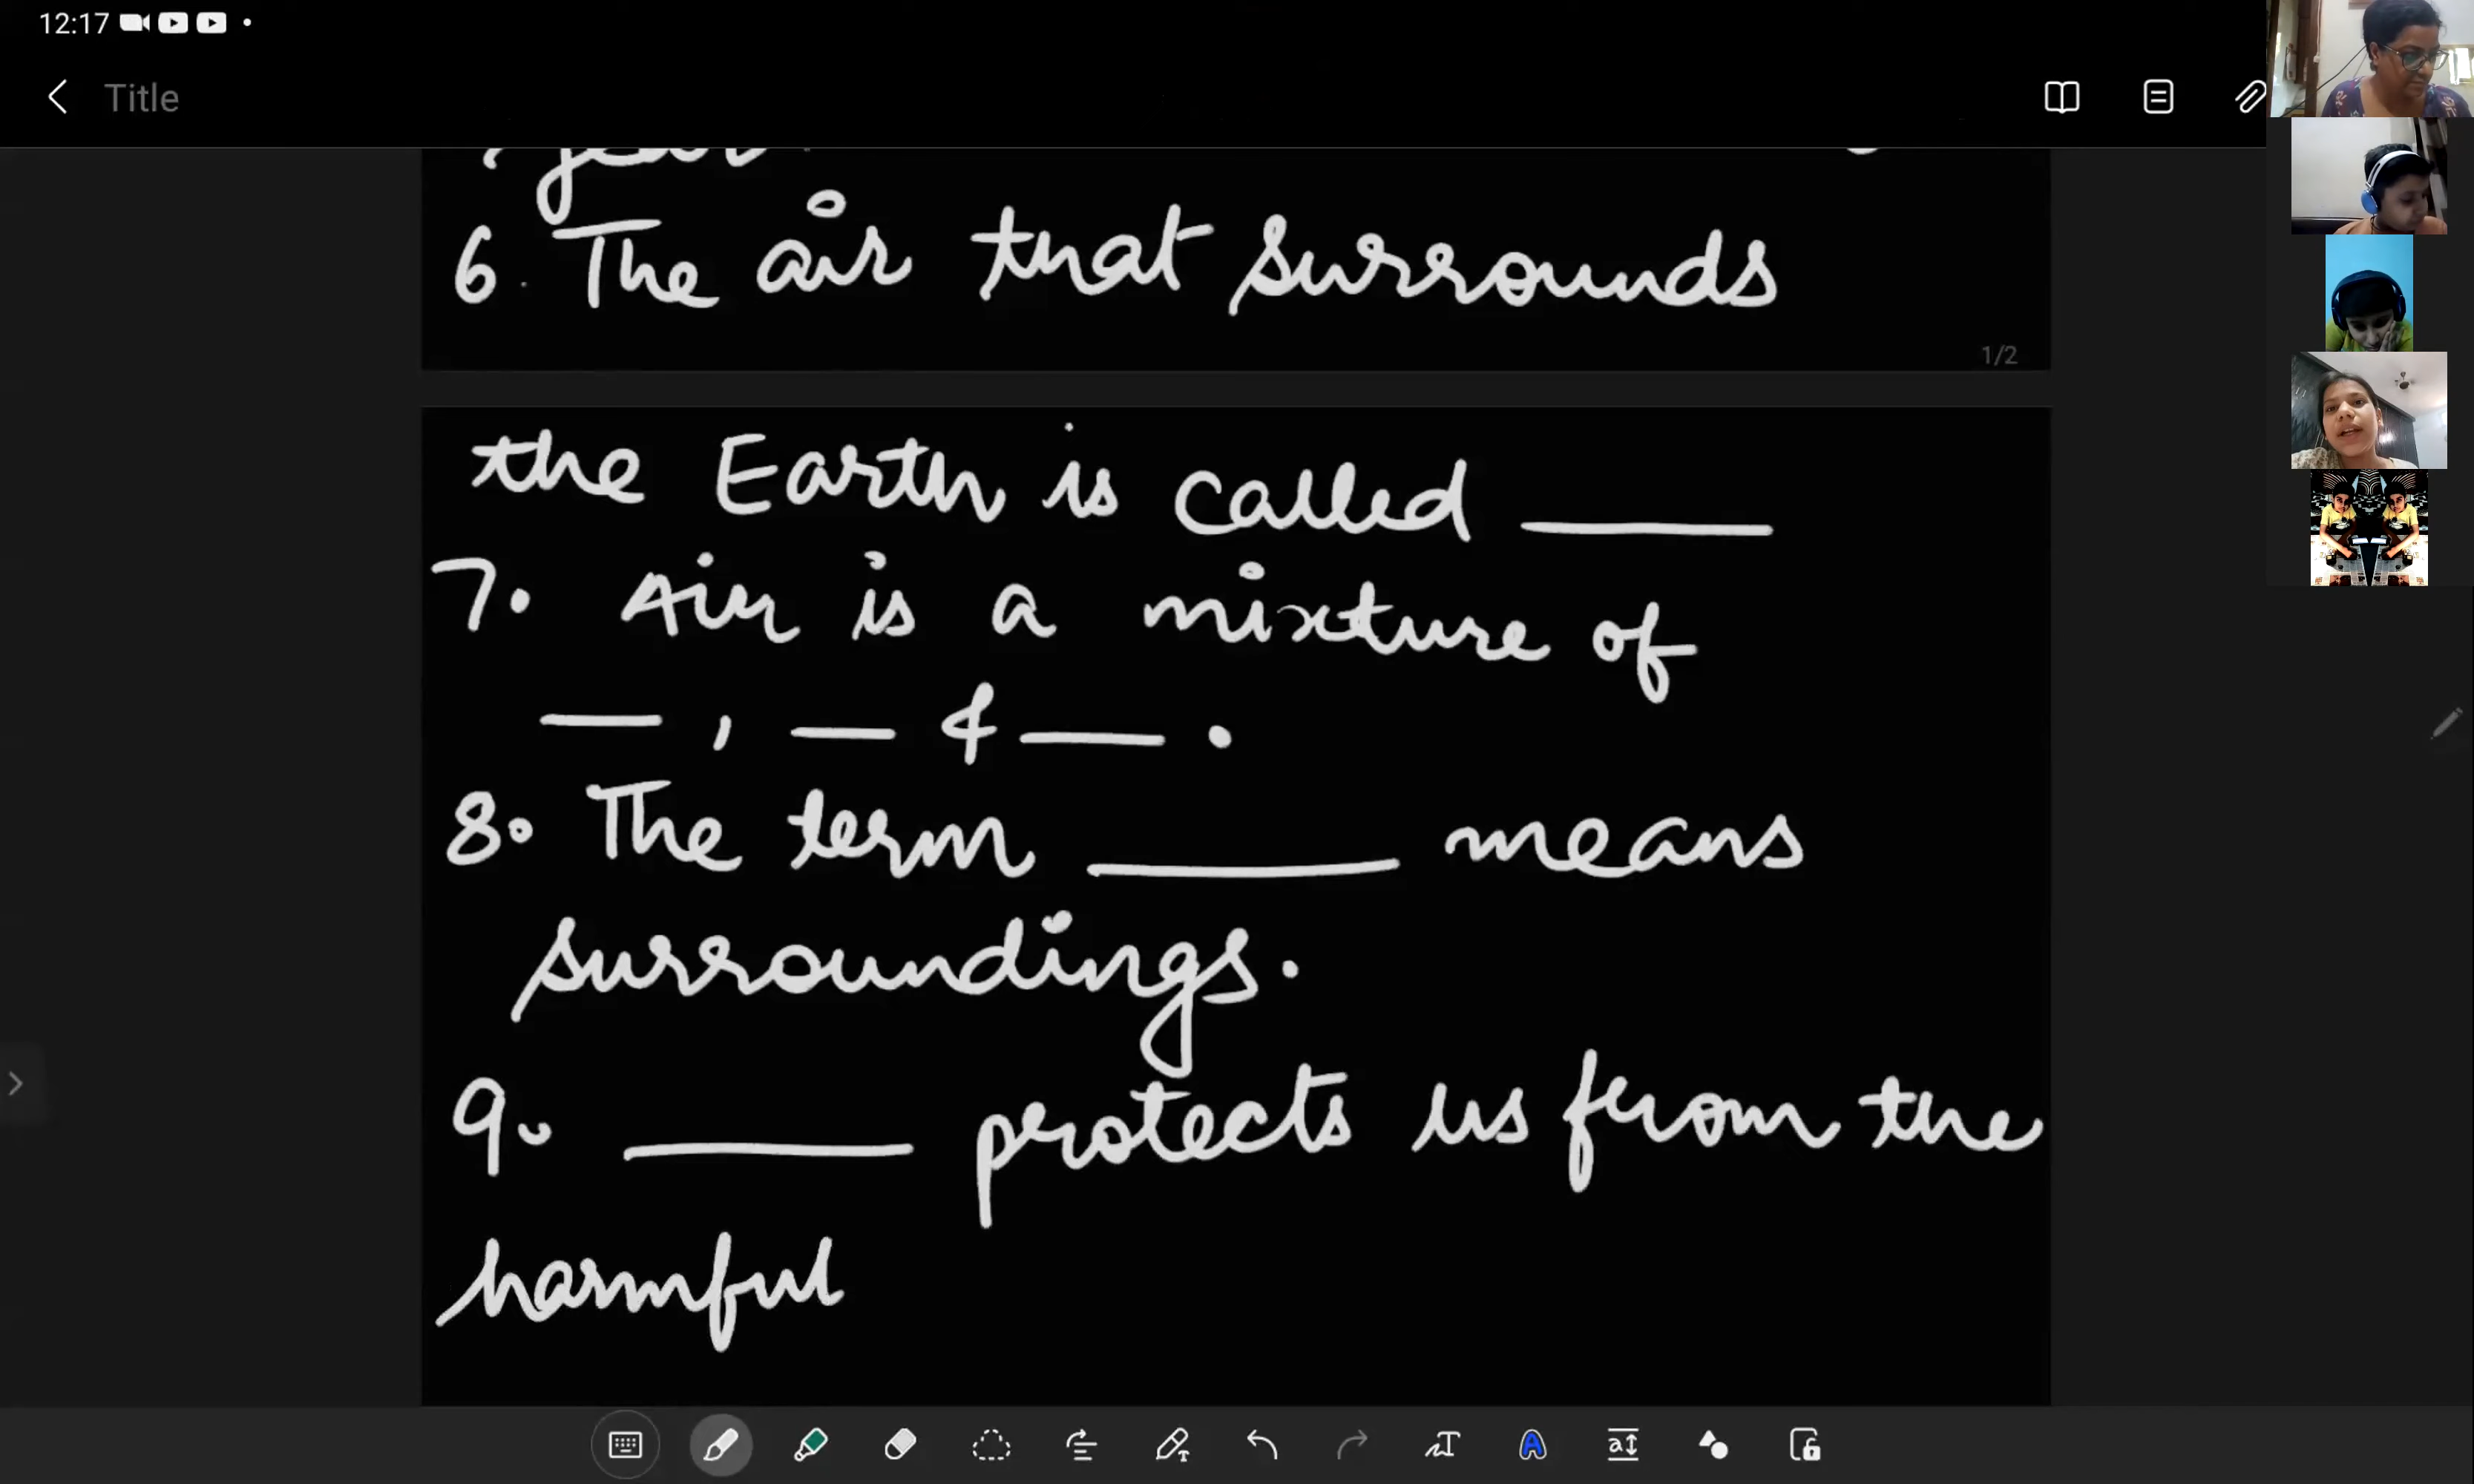 12:17
Title
year.
6. The air that surrounds
1/2
the Earth is called ______
7. Air is a mixture of
___ , ___ & ___ .
8. The term ______ means
surroundings.
9. ______ protects us from the
harmful